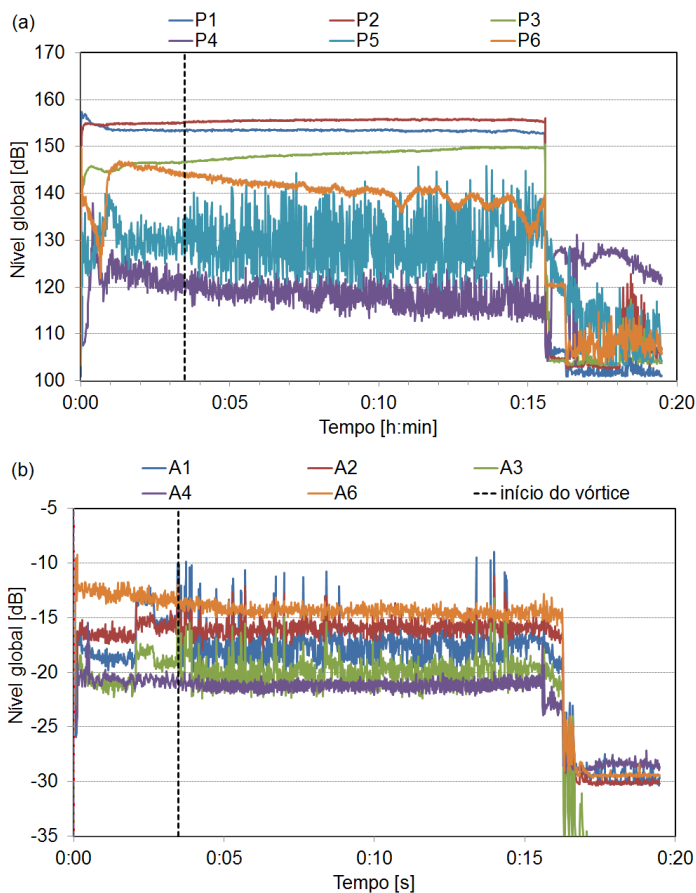 (a)
P1 P2 P3
P4 P5 P6
170
160
150
140
130
120
110
100
Nível global [dB]
0:00 0:05 0:10 0:15 0:20
Tempo [h:min]
(b)
A1 A2 A3
A4 A6 início do vórtice
-5
-10
-15
-20
-25
-30
-35
Nível global [dB]
0:00 0:05 0:10 0:15 0:20
Tempo [s]